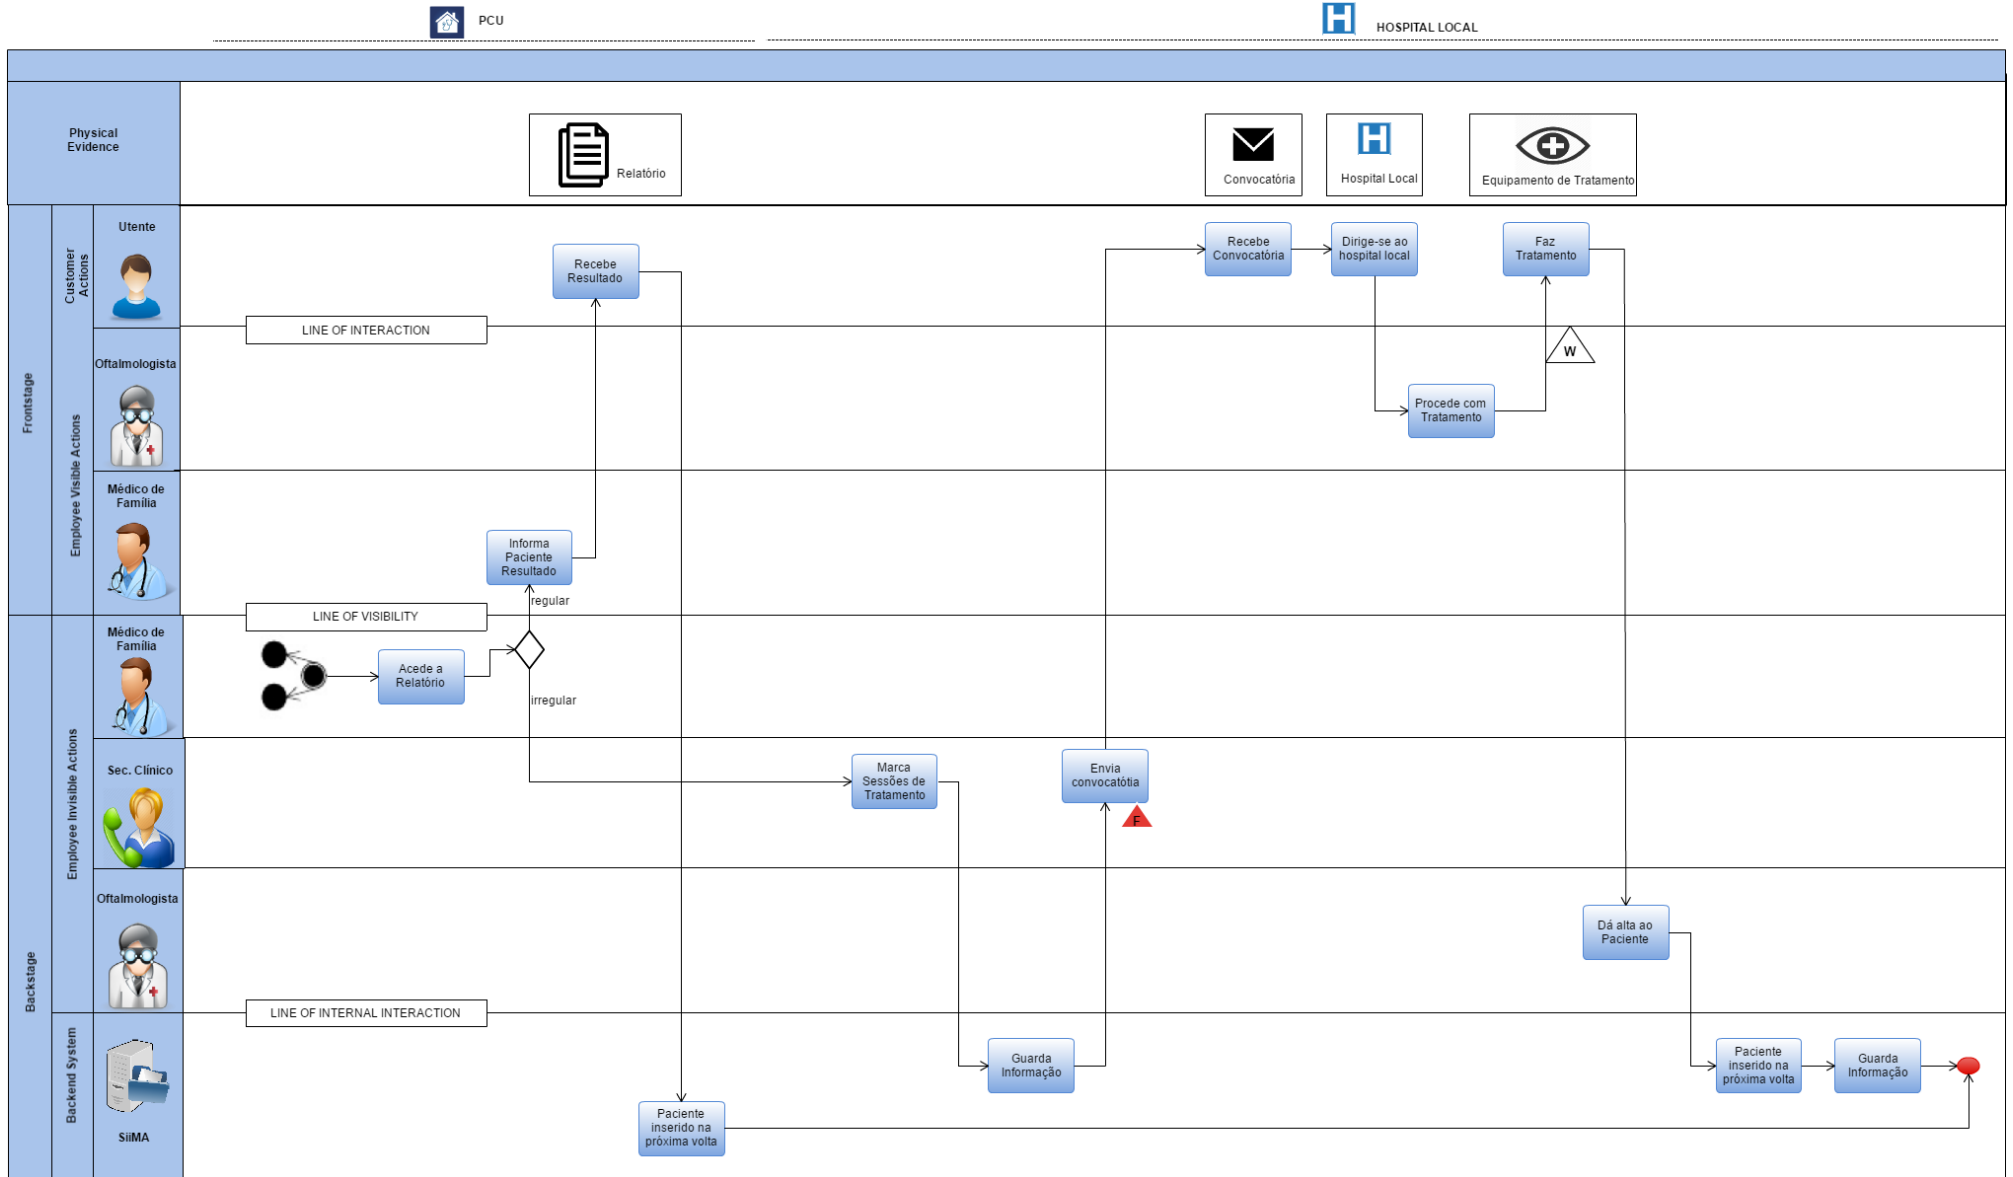 PCU
HOSPITAL LOCAL
Physical
Evidence
Relatório
Convocatória
Hospital Local
Equipamento de Tratamento
Frontstage
Customer
Actions
Utente
Recebe
Resultado
Recebe
Convocatória
Dirige-se ao
hospital local
Faz
Tratamento
LINE OF INTERACTION
Employee Visible Actions
Oftalmologista
W
Procede com
Tratamento
Médico de
Família
Informa
Paciente
Resultado
regular
LINE OF VISIBILITY
Backstage
Employee Invisible Actions
Médico de
Família
Acede a
Relatório
irregular
Sec. Clínico
Marca
Sessões de
Tratamento
Envia
convocatótia
F
Oftalmologista
Dá alta ao
Paciente
LINE OF INTERNAL INTERACTION
Backend System
SiiMA
Guarda
Informação
Paciente
inserido na
próxima volta
Guarda
Informação
Paciente
inserido na
próxima volta